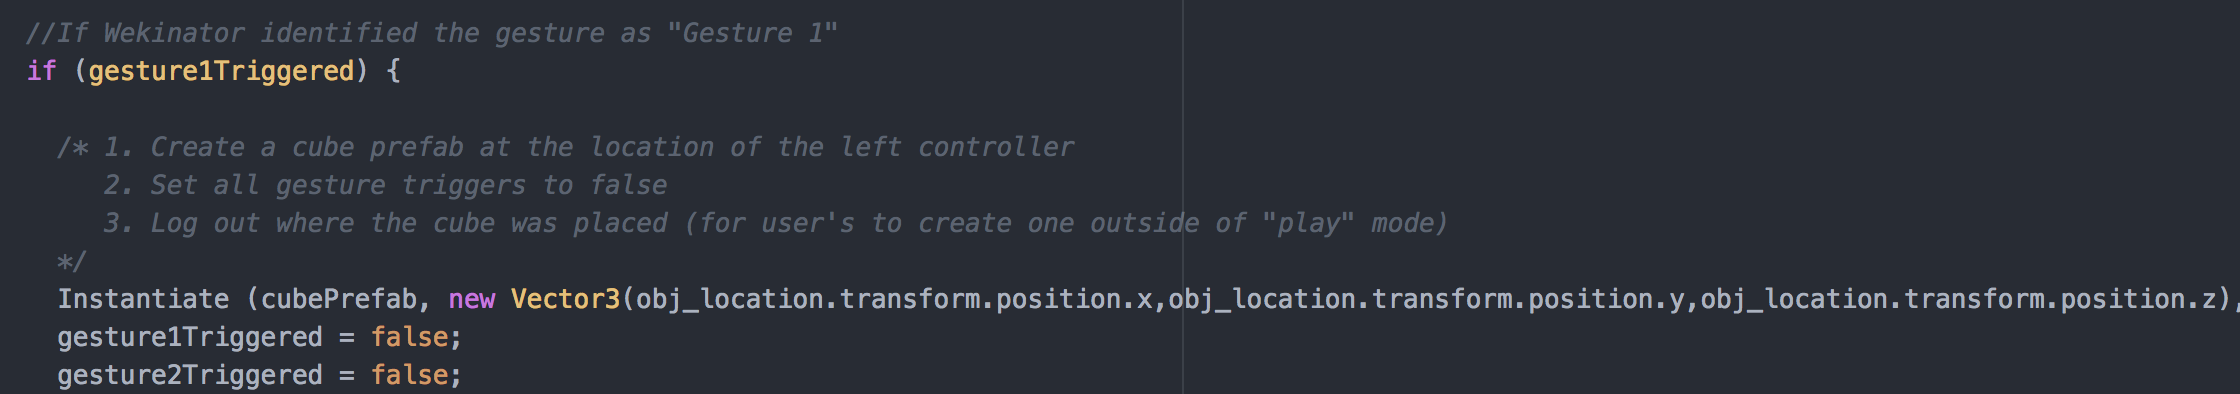 //If Wekinator identified the gesture as "Gesture 1"
if (gesture1Triggered) {
/* 1. Create a cube prefab at the location of the left controller
2. Set all gesture triggers to false
3. Log out where the cube was placed (for user's to create one outside of "play" mode)
*/
Instantiate (cubePrefab, new Vector3(obj_location.transform.position.x,obj_location.transform.position.y,obj_location.transform.position.z),
gesture1Triggered = false;
gesture2Triggered = false;